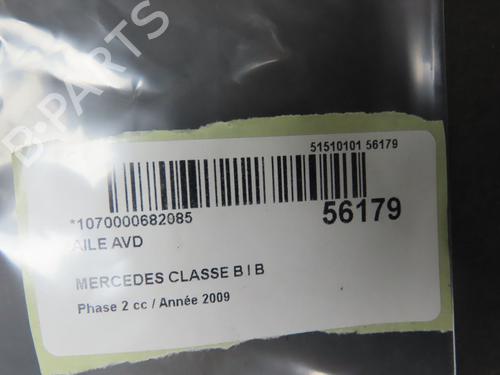 B-PARTS
51510101 56179
*1070000682085
56179
AILE AVD
MERCEDES CLASSE B I B
Phase 2 cc / Année 2009